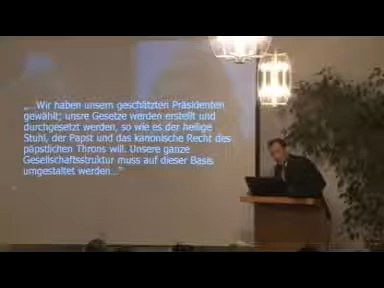 „...Wir haben unsern geschätzten Präsidenten
gewählt; unsre Gesetze werden erstellt und
durchgesetzt werden, so wie es der heilige
Stuhl, der Papst und das kanonische Recht des
päpstlichen Throns will. Unsere ganze
Gesellschaftsstruktur muss auf dieser Basis
umgestaltet werden...“